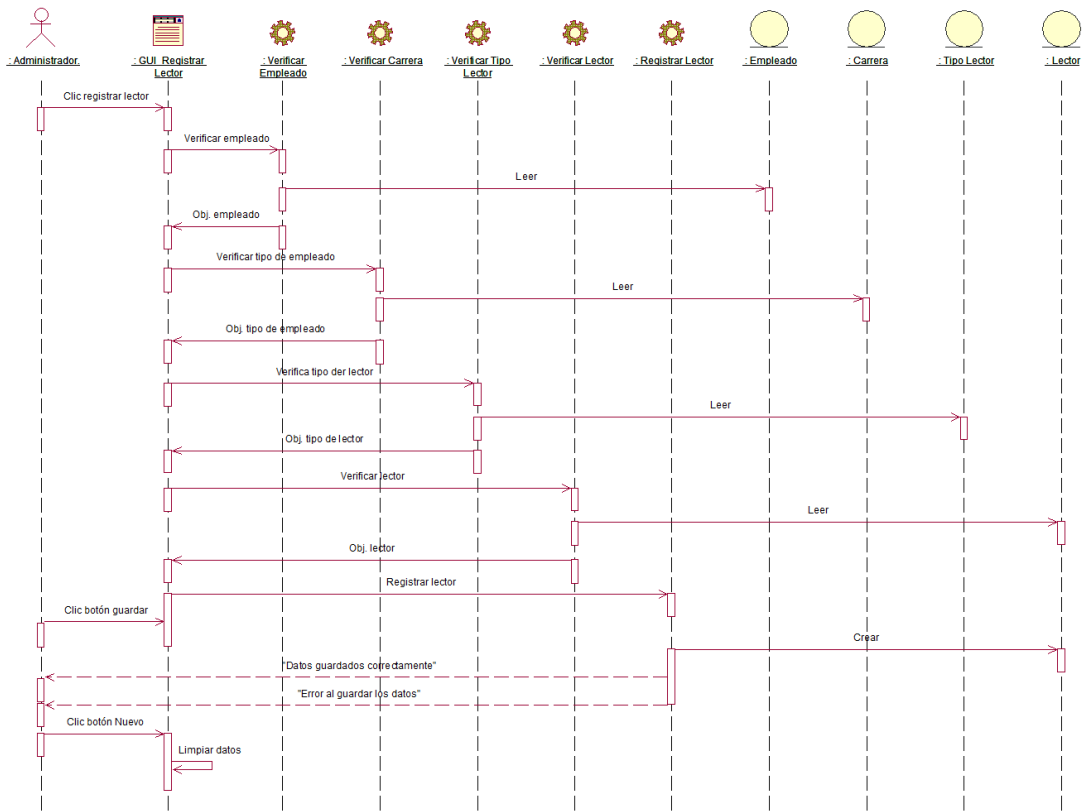 : Administrador.
: GUI_Registrar
Lector
: Verificar
Empleado
: Verificar Carrera
: Verificar Tipo
Lector
: Verificar Lector
: Registrar Lector
: Empleado
: Carrera
: Tipo Lector
: Lector
Clic registrar lector
Verificar empleado
Leer
Obj. empleado
Verificar tipo de empleado
Leer
Obj. tipo de empleado
Verifica tipo der lector
Leer
Obj. tipo de lector
Verificar lector
Leer
Obj. lector
Registrar lector
Clic botón guardar
Crear
"Datos guardados correctamente"
"Error al guardar los datos"
Clic botón Nuevo
Limpiar datos